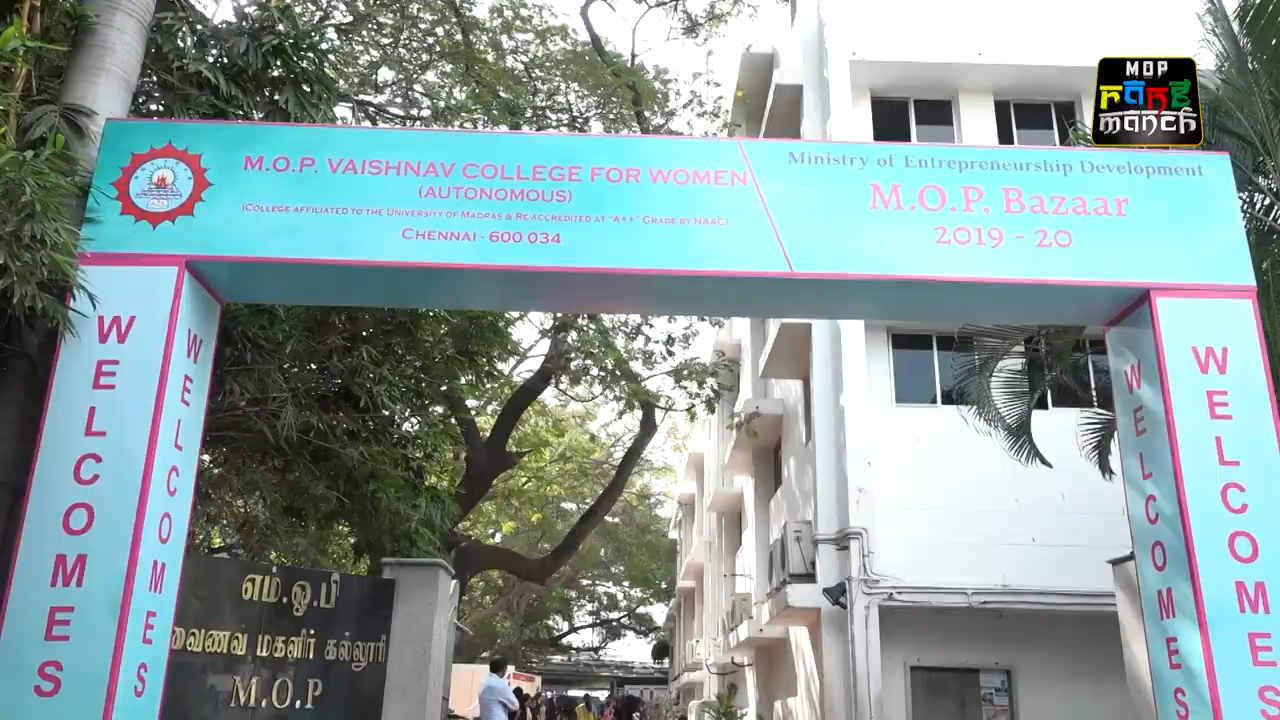 MOP
rang
manch
M.O.P. VAISHNAV COLLEGE FOR WOMEN
(AUTONOMOUS)
(COLLEGE AFFILIATED TO THE UNIVERSITY OF MADRAS & RE-ACCREDITED AT "A++" GRADE BY NAAC)
CHENNAI - 600 034
Ministry of Entrepreneurship Development
M.O.P. Bazaar
2019 - 20
WELCOMES
WELCOMES
WELCOMES
WELCOMES
எம்.ஓ.பி
வைணவ மகளிர் கல்லூரி
M.O.P